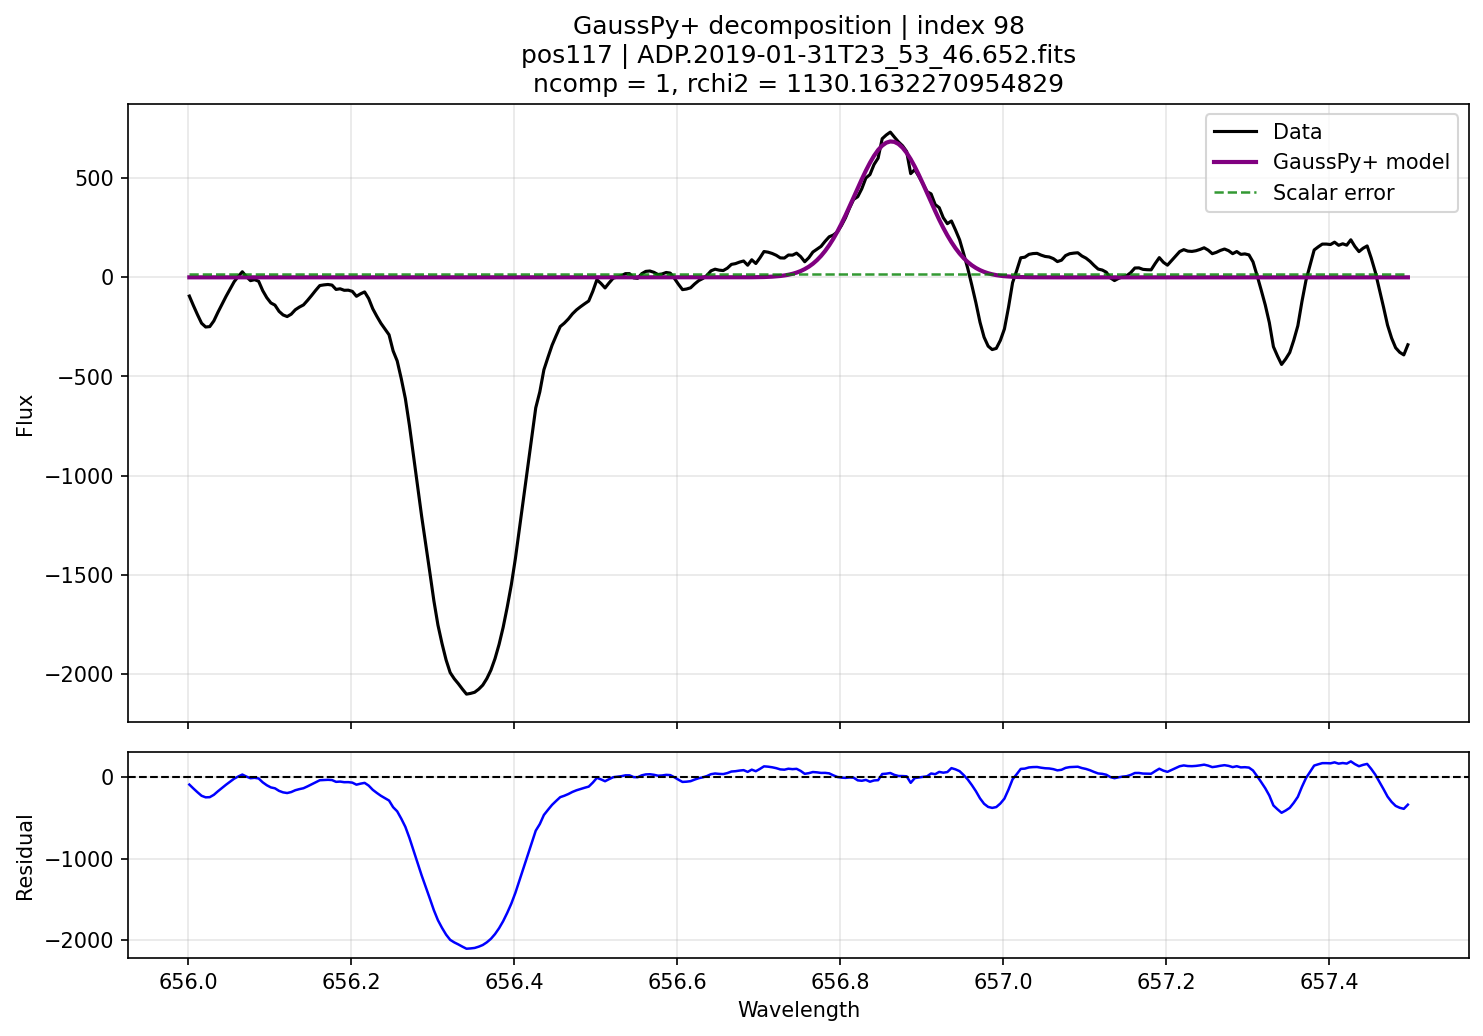 GaussPy+ decomposition | index 98
pos117 | ADP.2019-01-31T23_53_46.652.fits
ncomp = 1, rchi2 = 1130.1632270954829
Data
GaussPy+ model
Scalar error
Flux
500
0
−500
−1000
−1500
−2000
Residual
0
−1000
−2000
656.0 656.2 656.4 656.6 656.8 657.0 657.2 657.4
Wavelength